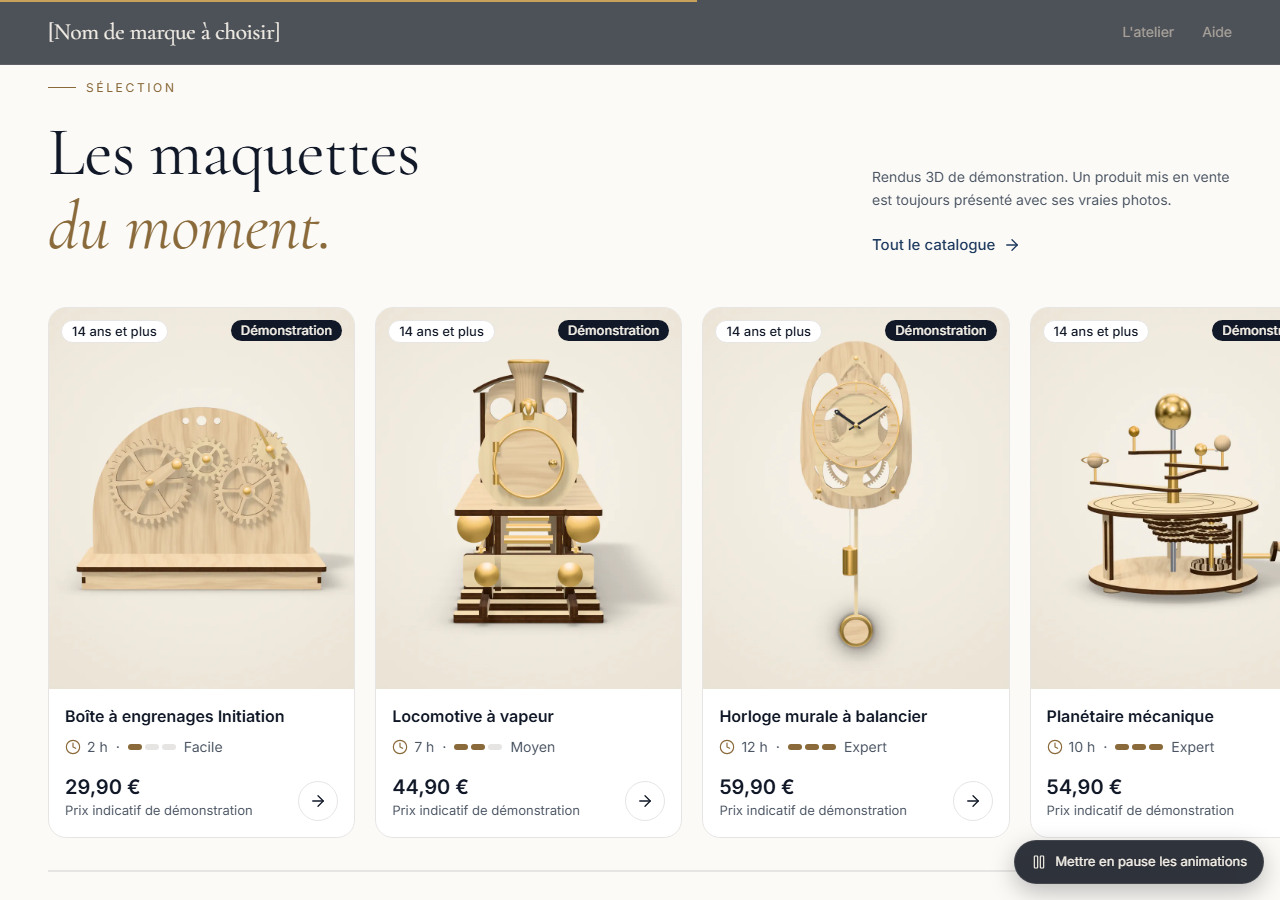 [Nom de marque à choisir]
L'atelier
Aide
SÉLECTION
Les maquettes
du moment.
Rendus 3D de démonstration. Un produit mis en vente
est toujours présenté avec ses vraies photos.
Tout le catalogue
14 ans et plus
Démonstration
14 ans et plus
Démonstration
14 ans et plus
Démonstration
14 ans et plus
Boîte à engrenages Initiation
2 h · Facile
29,90 €
Prix indicatif de démonstration
Locomotive à vapeur
7 h · Moyen
44,90 €
Prix indicatif de démonstration
Horloge murale à balancier
12 h · Expert
59,90 €
Prix indicatif de démonstration
Planétaire mécanique
10 h · Expert
54,90 €
Prix indicatif de démonstration
Mettre en pause les animations